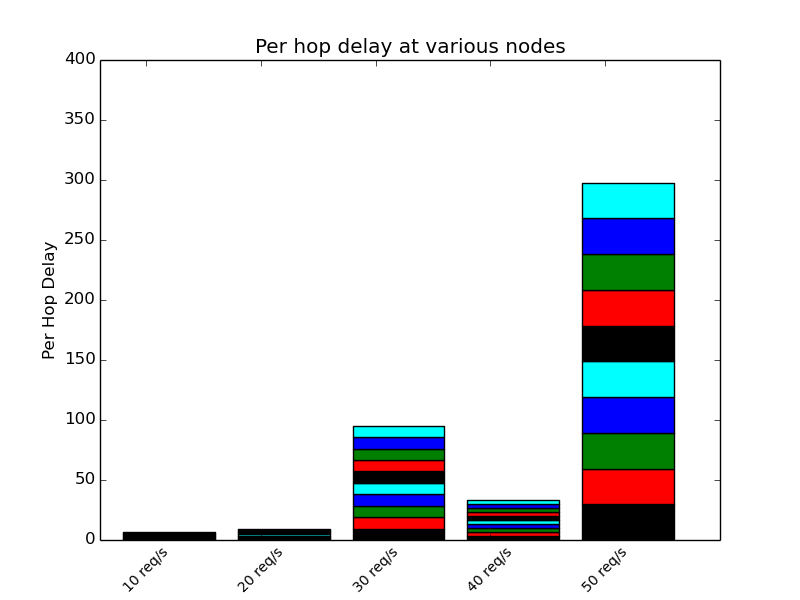 Per hop delay at various nodes
400
350
300
250
200
150
100
50
0
Per Hop Delay
10 req/s
20 req/s
30 req/s
40 req/s
50 req/s